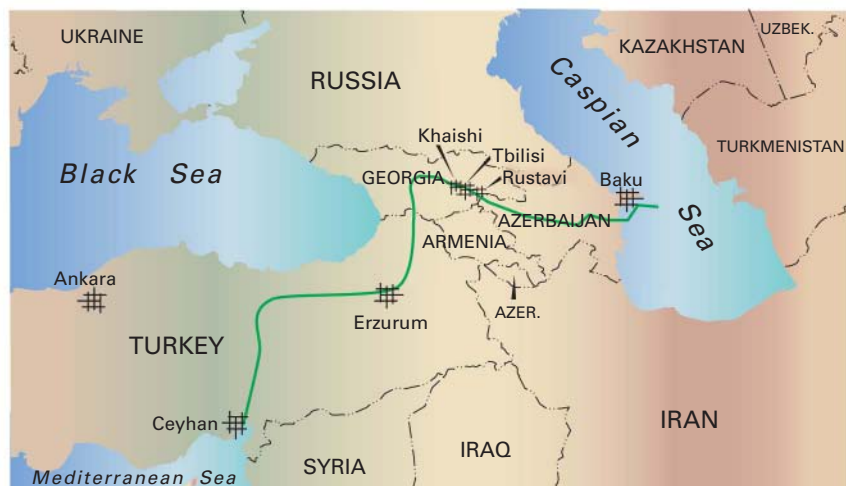 UKRAINE
RUSSIA
KAZAKHSTAN
UZBEK.
Caspian
Sea
TURKMENISTAN
Khaishi
Tbilisi
Rustavi
Black Sea
GEORGIA
Baku
AZERBAIJAN
ARMENIA
Ankara
Erzurum
AZER.
TURKEY
Ceyhan
IRAN
IRAQ
SYRIA
Mediterranean Sea